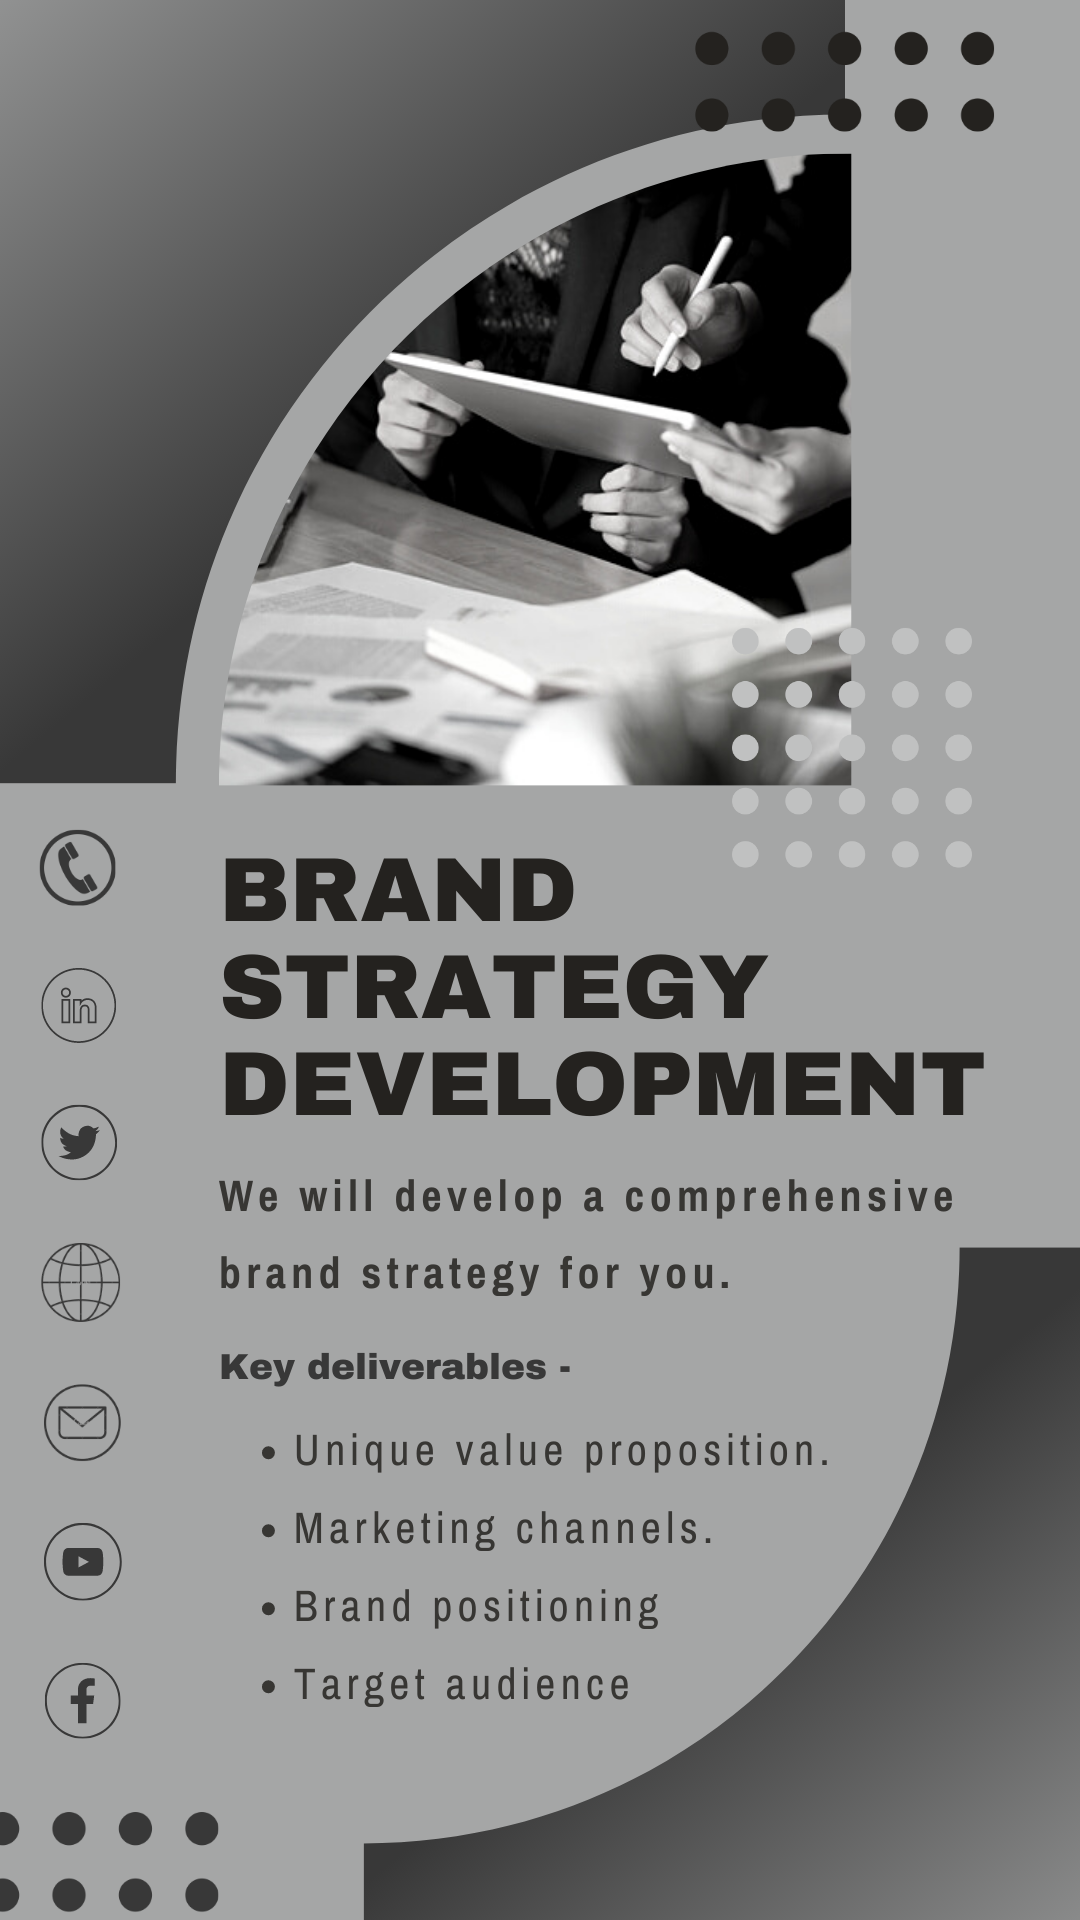 BRAND
STRATEGY
DEVELOPMENT
We will develop a comprehensive
brand strategy for you.
Key deliverables -
• Unique value proposition.
• Marketing channels.
• Brand positioning
• Target audience
in